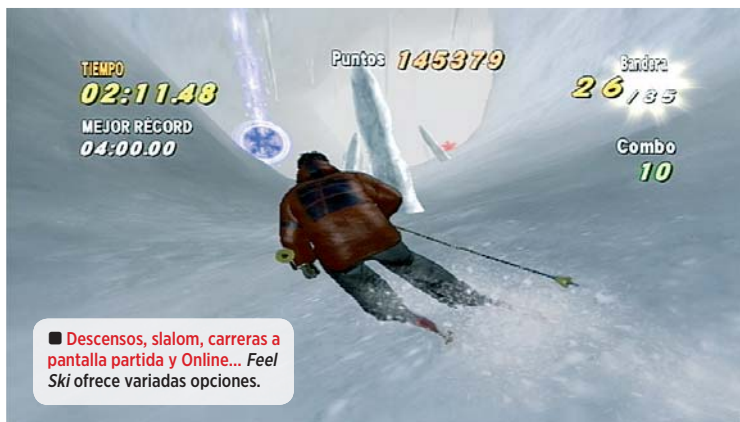 TIEMPO
02:11.48
MEJOR RÉCORD
04:00.00
Puntos 145379
Bandera
26/35
Combo
10
■ Descensos, slalom, carreras a
pantalla partida y Online... Feel
Ski ofrece variadas opciones.